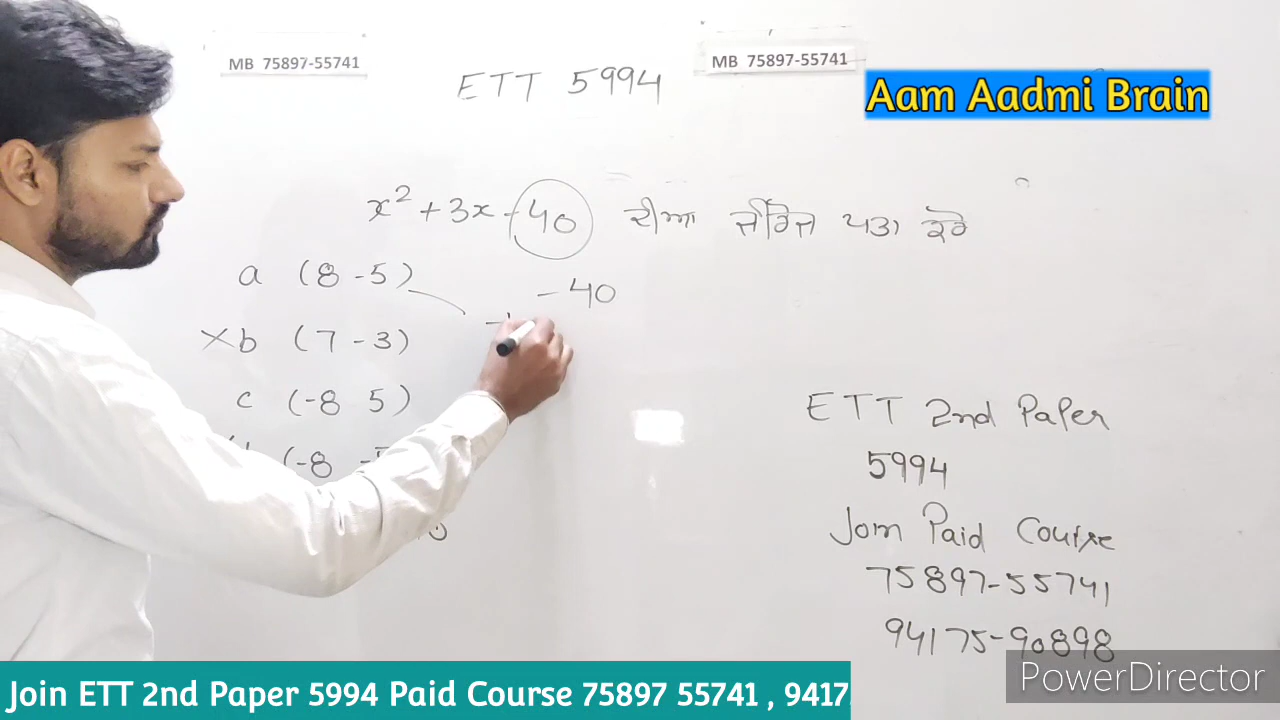 MB 75897-55741
MB 75897-55741
ETT 5994
Aam Aadmi Brain
x² + 3x - 40 ਦੀਆ ਜੀਰੋਜ ਪਤਾ ਕਰੋ
a (8 - 5)
- 40
× b (7 - 3)
c (-8 5)
(-8
ETT 2nd Paper
5994
Join Paid Course
75897-55741
94175-90898
PowerDirector
Join ETT 2nd Paper 5994 Paid Course 75897 55741 , 9417